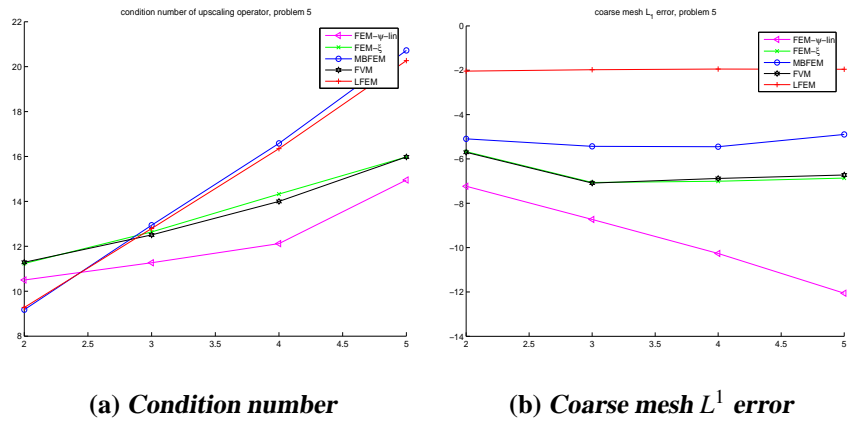 condition number of upscaling operator, problem 5
22
20
18
16
14
12
10
8
2
2.5
3
3.5
4
4.5
5
FEM-ψ-lin
FEM-ξ
MBFEM
FVM
LFEM
(a) Condition number
coarse mesh L₁ error, problem 5
0
-2
-4
-6
-8
-10
-12
-14
2
2.5
3
3.5
4
4.5
5
FEM-ψ-lin
FEM-ξ
MBFEM
FVM
LFEM
(b) Coarse mesh L¹ error